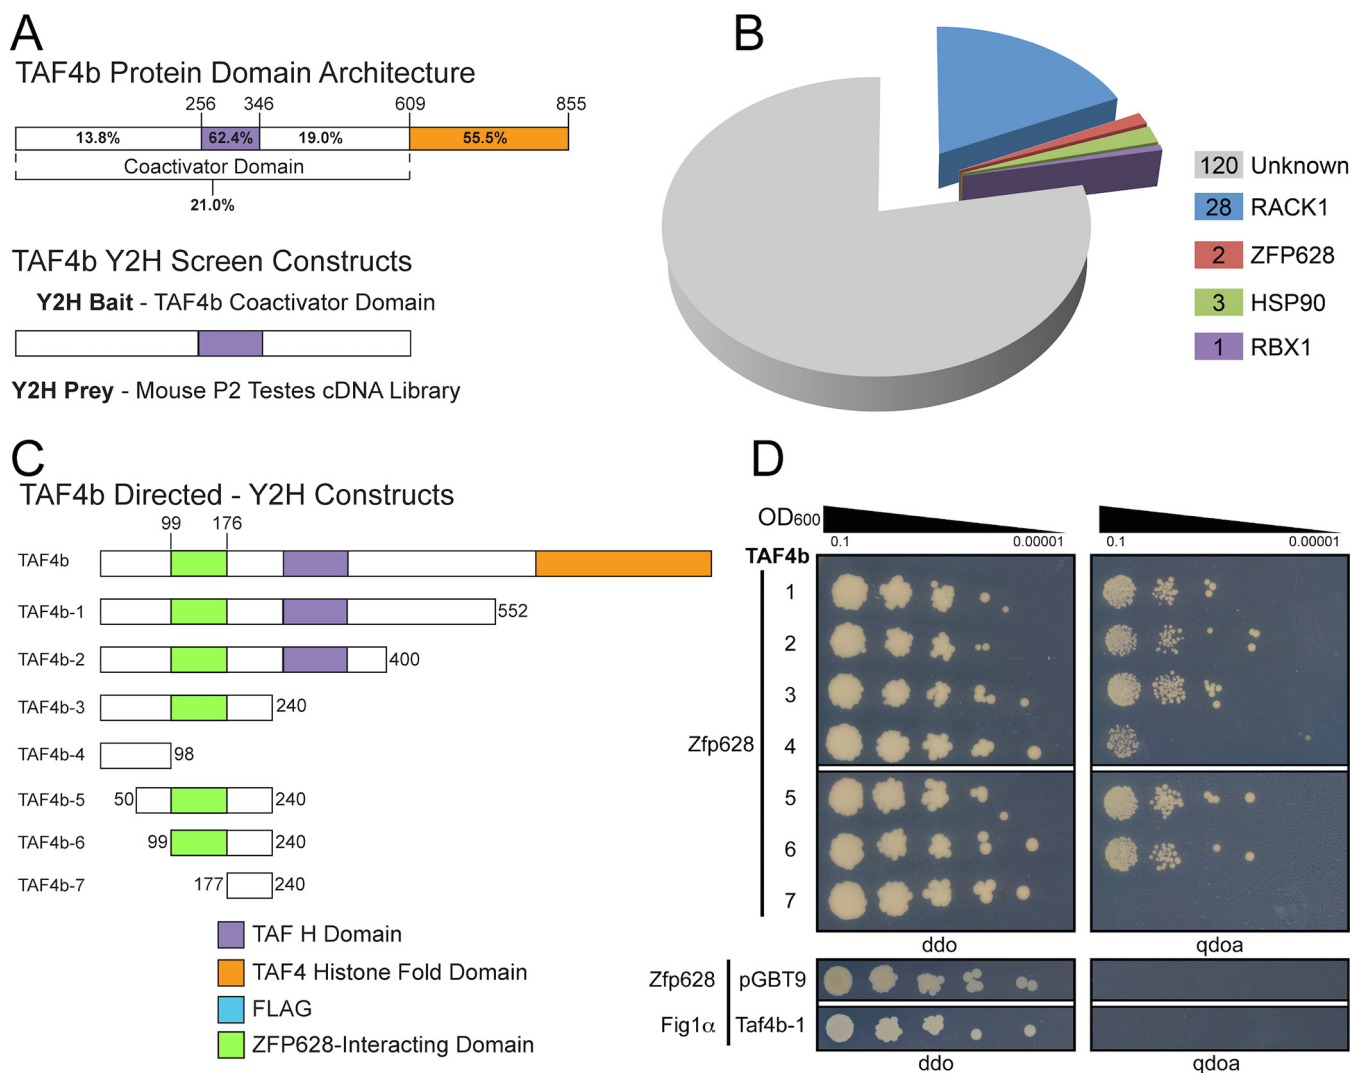 A
TAF4b Protein Domain Architecture
256 346 609 855
13.8% 62.4% 19.0% 55.5%
Coactivator Domain
21.0%
TAF4b Y2H Screen Constructs
Y2H Bait - TAF4b Coactivator Domain
Y2H Prey - Mouse P2 Testes cDNA Library
B
120 Unknown
28 RACK1
2 ZFP628
3 HSP90
1 RBX1
C
TAF4b Directed - Y2H Constructs
99 176
TAF4b
TAF4b-1 552
TAF4b-2 400
TAF4b-3 240
TAF4b-4 98
TAF4b-5 50 240
TAF4b-6 99 240
TAF4b-7 177 240
TAF H Domain
TAF4 Histone Fold Domain
FLAG
ZFP628-Interacting Domain
D
OD600
0.1 0.00001 0.1 0.00001
TAF4b
1
2
3
Zfp628 4
5
6
7
ddo qdoa
Zfp628 pGBT9
Fig1α Taf4b-1
ddo qdoa